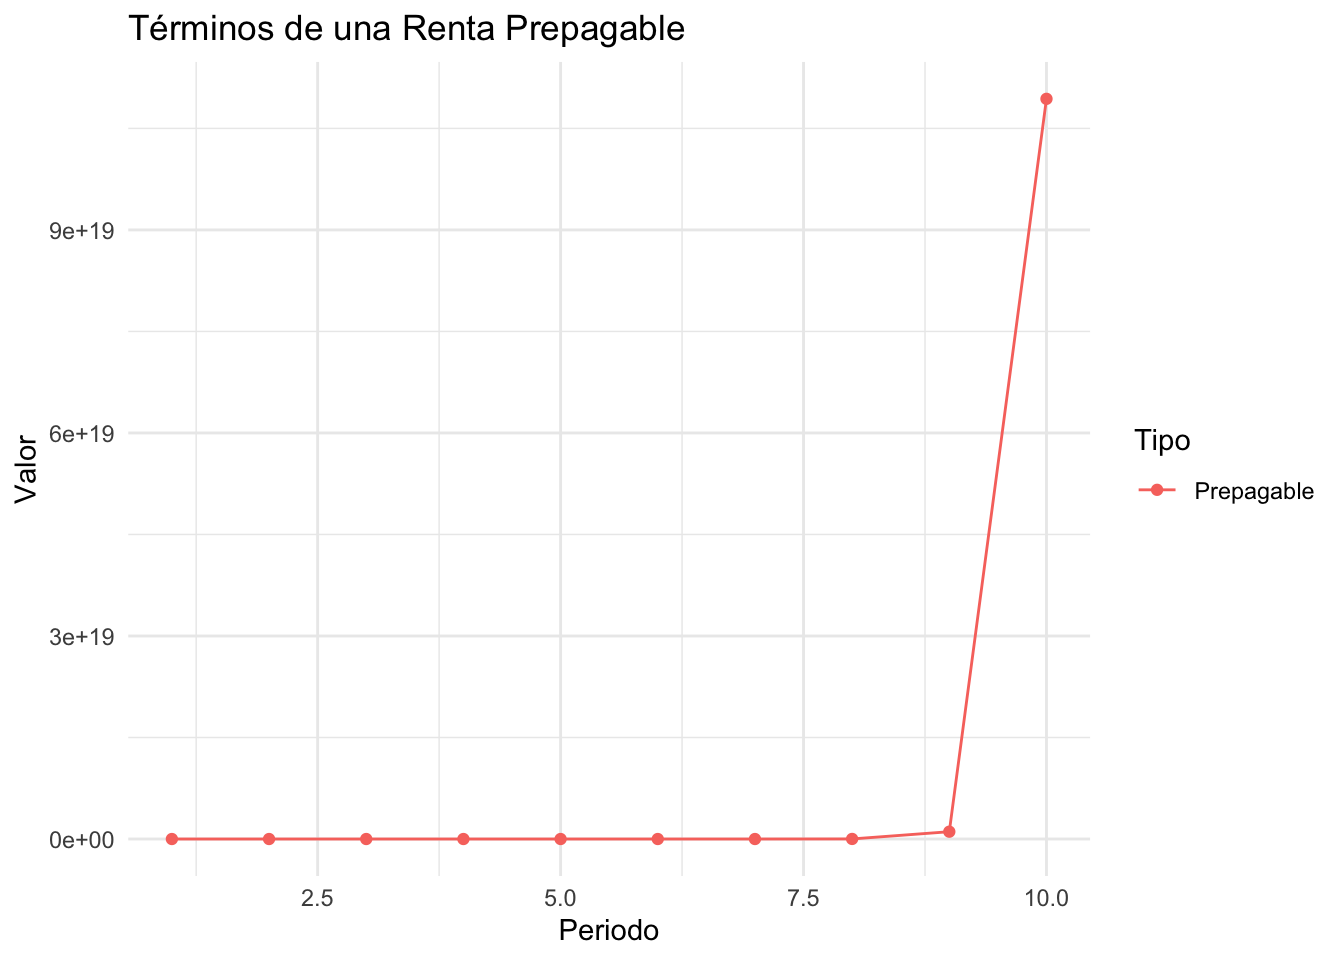 Términos de una Renta Prepagable
9e+19
6e+19
3e+19
0e+00
Valor
2.5
5.0
7.5
10.0
Periodo
Tipo
Prepagable